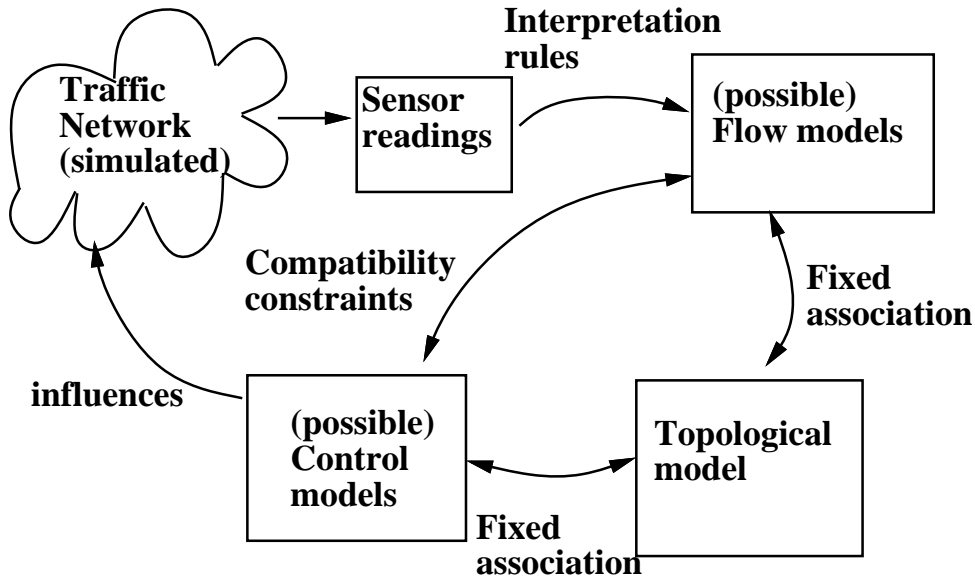 Interpretation
rules
Traffic
Network
(simulated)
Sensor
readings
(possible)
Flow models
Compatibility
constraints
Fixed
association
influences
(possible)
Control
models
Topological
model
Fixed
association